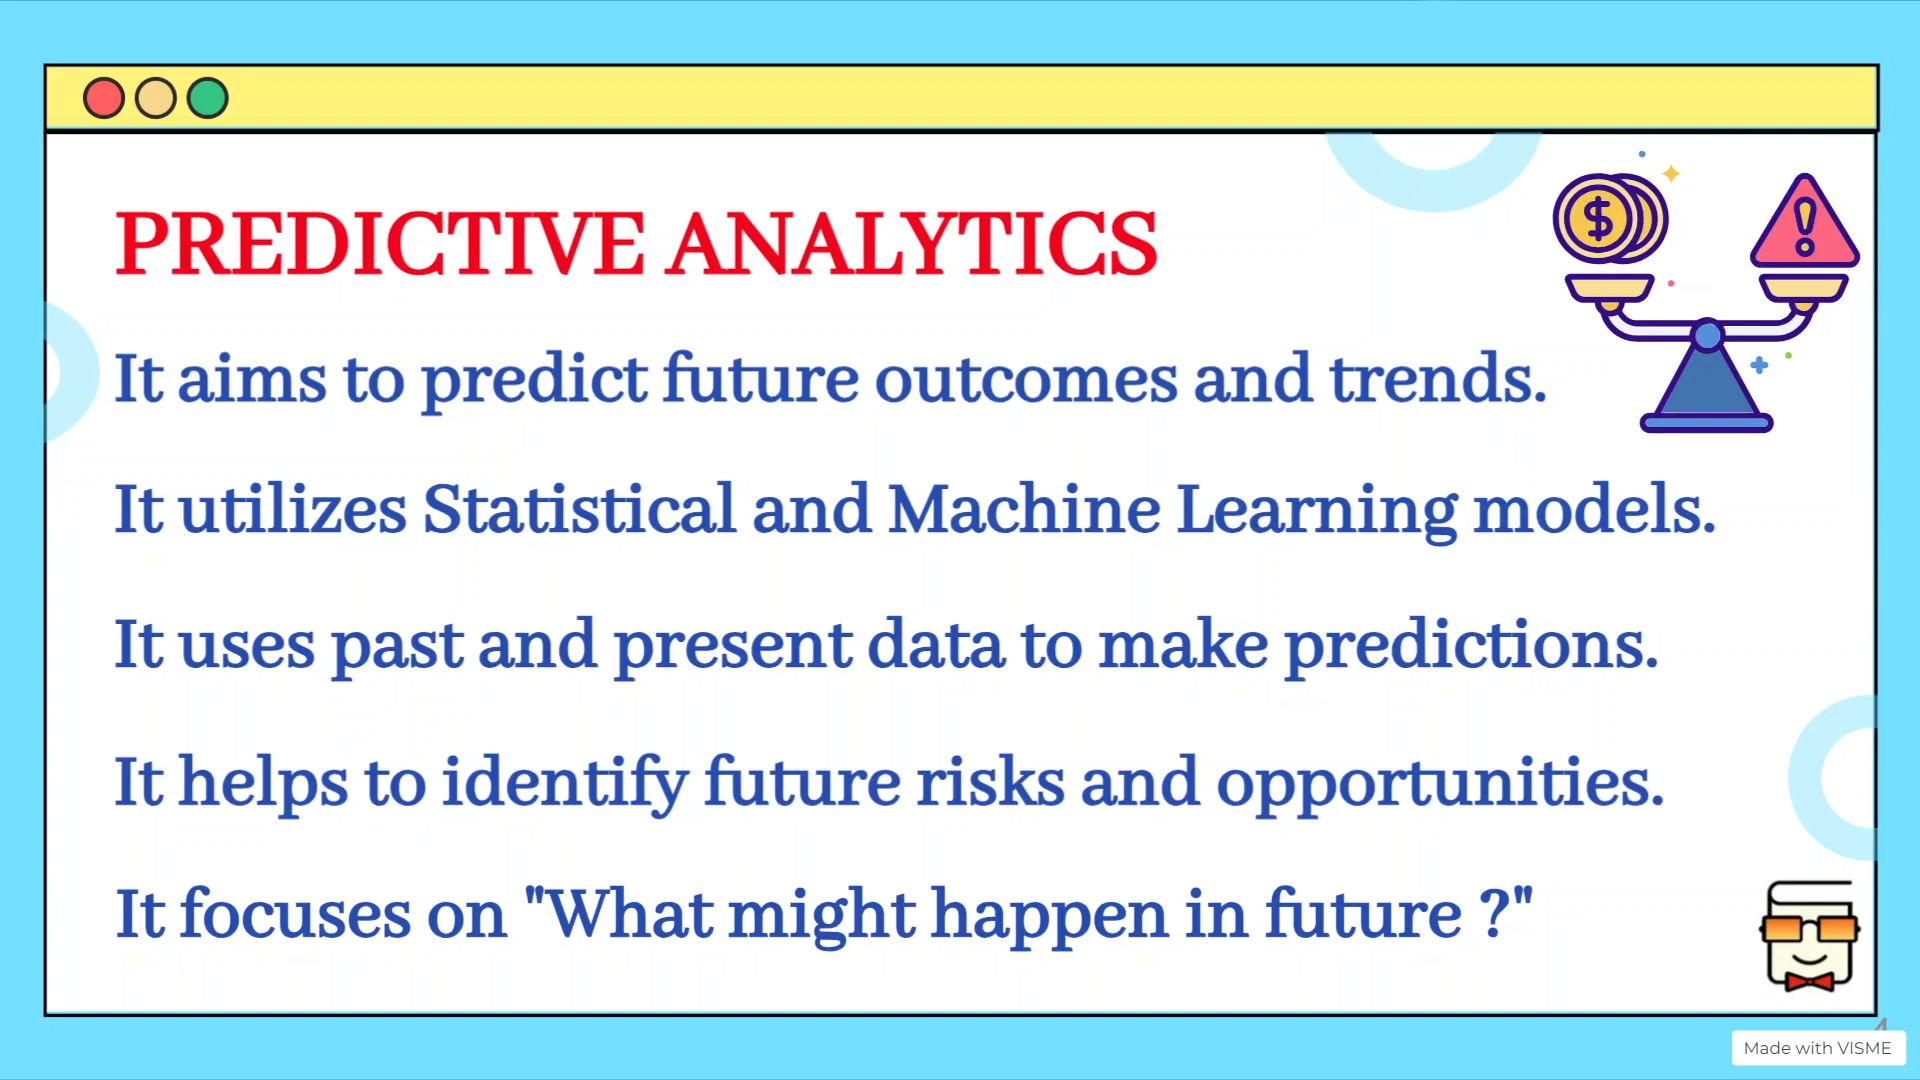 PREDICTIVE ANALYTICS
$
!
It aims to predict future outcomes and trends.
It utilizes Statistical and Machine Learning models.
It uses past and present data to make predictions.
It helps to identify future risks and opportunities.
It focuses on "What might happen in future ?"
4
Made with VISME